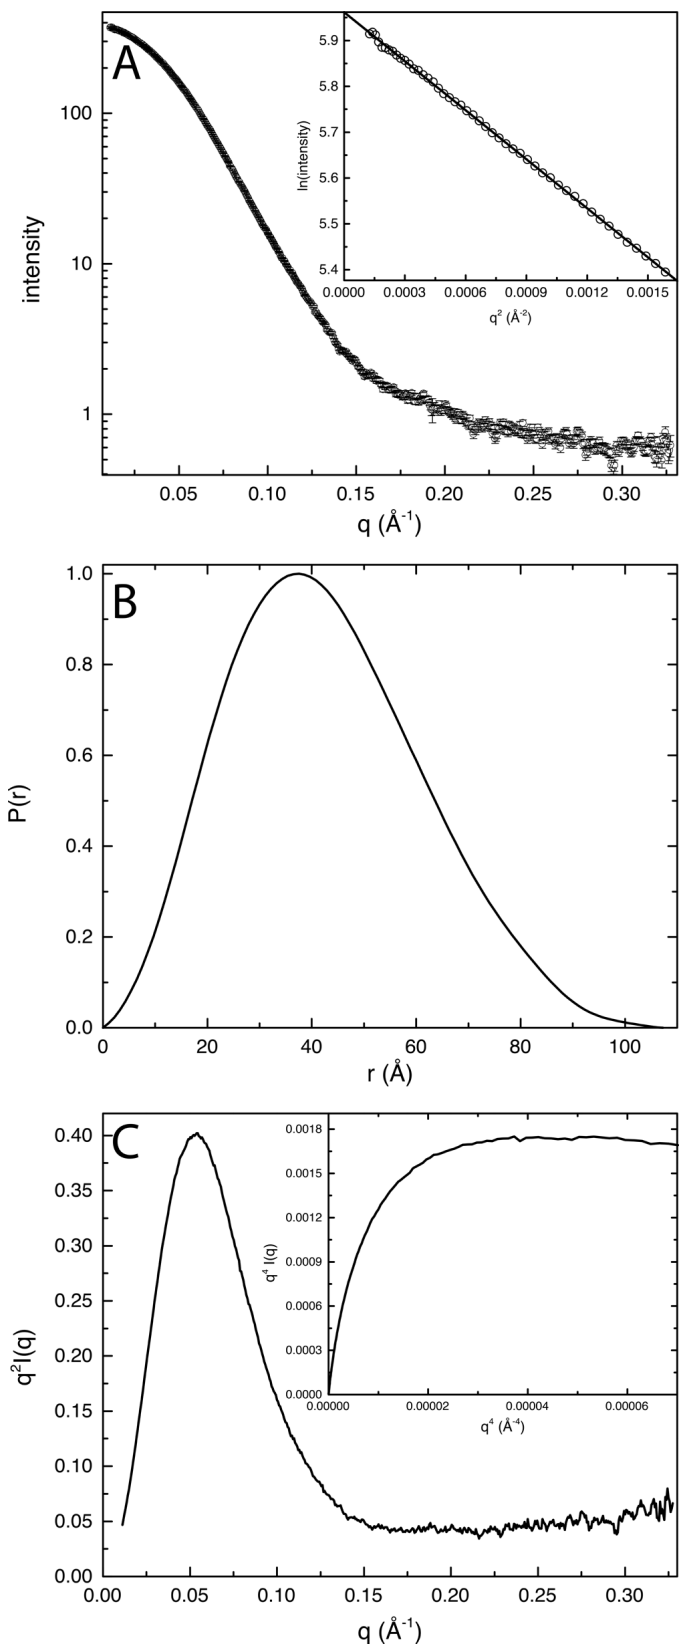 A
100
10
1
intensity
0.05 0.10 0.15 0.20 0.25 0.30
q (Å-1)
5.9
5.8
5.7
5.6
5.5
5.4
ln(intensity)
0.0000 0.0003 0.0006 0.0009 0.0012 0.0015
q2 (Å-2)
B
1.0
0.8
0.6
0.4
0.2
0.0
P(r)
0 20 40 60 80 100
r (Å)
C
0.40
0.35
0.30
0.25
0.20
0.15
0.10
0.05
0.00
q2I(q)
0.00 0.05 0.10 0.15 0.20 0.25 0.30
q (Å-1)
0.0018
0.0015
0.0012
0.0009
0.0006
0.0003
0.0000
q4 I(q)
0.00000 0.00002 0.00004 0.00006
q4 (Å-4)